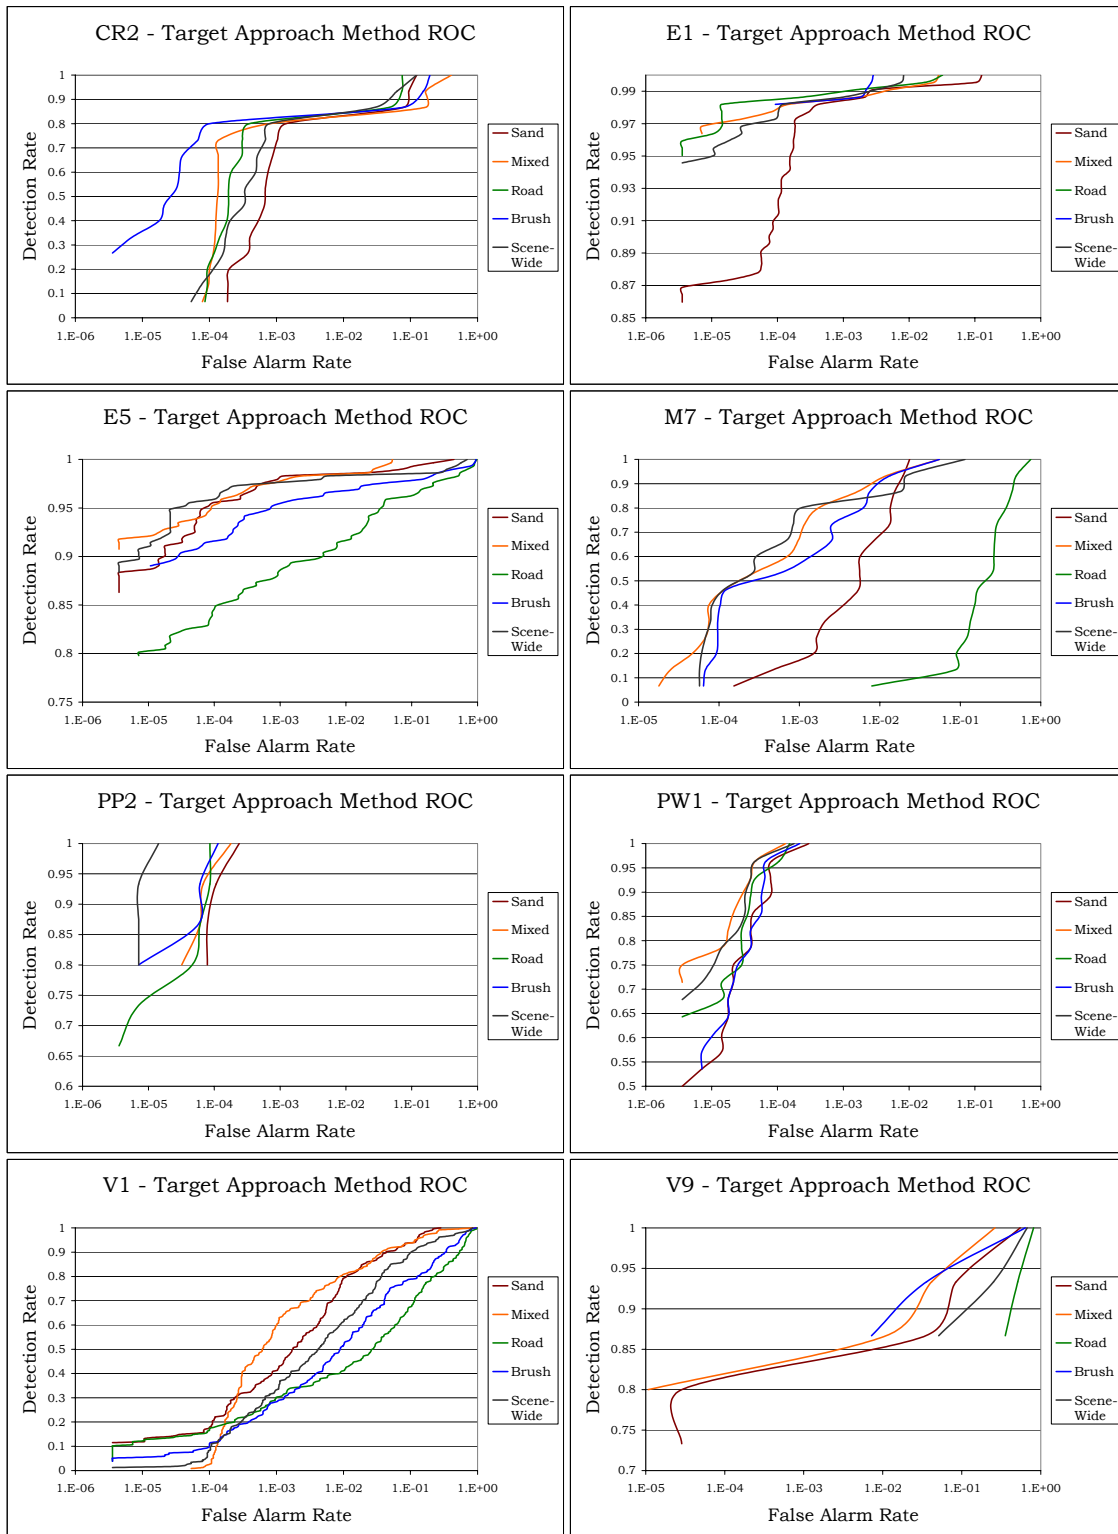 CR2 - Target Approach Method ROC
Detection Rate
1
0.9
0.8
0.7
0.6
0.5
0.4
0.3
0.2
0.1
0
1.E-06 1.E-05 1.E-04 1.E-03 1.E-02 1.E-01 1.E+00
False Alarm Rate
Sand
Mixed
Road
Brush
Scene-
Wide
E1 - Target Approach Method ROC
Detection Rate
0.99
0.97
0.95
0.93
0.91
0.89
0.87
0.85
1.E-06 1.E-05 1.E-04 1.E-03 1.E-02 1.E-01 1.E+00
False Alarm Rate
Sand
Mixed
Road
Brush
Scene-
Wide
E5 - Target Approach Method ROC
Detection Rate
1
0.95
0.9
0.85
0.8
0.75
1.E-06 1.E-05 1.E-04 1.E-03 1.E-02 1.E-01 1.E+00
False Alarm Rate
Sand
Mixed
Road
Brush
Scene-
Wide
M7 - Target Approach Method ROC
Detection Rate
1
0.9
0.8
0.7
0.6
0.5
0.4
0.3
0.2
0.1
0
1.E-05 1.E-04 1.E-03 1.E-02 1.E-01 1.E+00
False Alarm Rate
Sand
Mixed
Road
Brush
Scene-
Wide
PP2 - Target Approach Method ROC
Detection Rate
1
0.95
0.9
0.85
0.8
0.75
0.7
0.65
0.6
1.E-06 1.E-05 1.E-04 1.E-03 1.E-02 1.E-01 1.E+00
False Alarm Rate
Sand
Mixed
Road
Brush
Scene-
Wide
PW1 - Target Approach Method ROC
Detection Rate
1
0.95
0.9
0.85
0.8
0.75
0.7
0.65
0.6
0.55
0.5
1.E-06 1.E-05 1.E-04 1.E-03 1.E-02 1.E-01 1.E+00
False Alarm Rate
Sand
Mixed
Road
Brush
Scene-
Wide
V1 - Target Approach Method ROC
Detection Rate
1
0.9
0.8
0.7
0.6
0.5
0.4
0.3
0.2
0.1
0
1.E-06 1.E-05 1.E-04 1.E-03 1.E-02 1.E-01 1.E+00
False Alarm Rate
Sand
Mixed
Road
Brush
Scene-
Wide
V9 - Target Approach Method ROC
Detection Rate
1
0.95
0.9
0.85
0.8
0.75
0.7
1.E-05 1.E-04 1.E-03 1.E-02 1.E-01 1.E+00
False Alarm Rate
Sand
Mixed
Road
Brush
Scene-
Wide